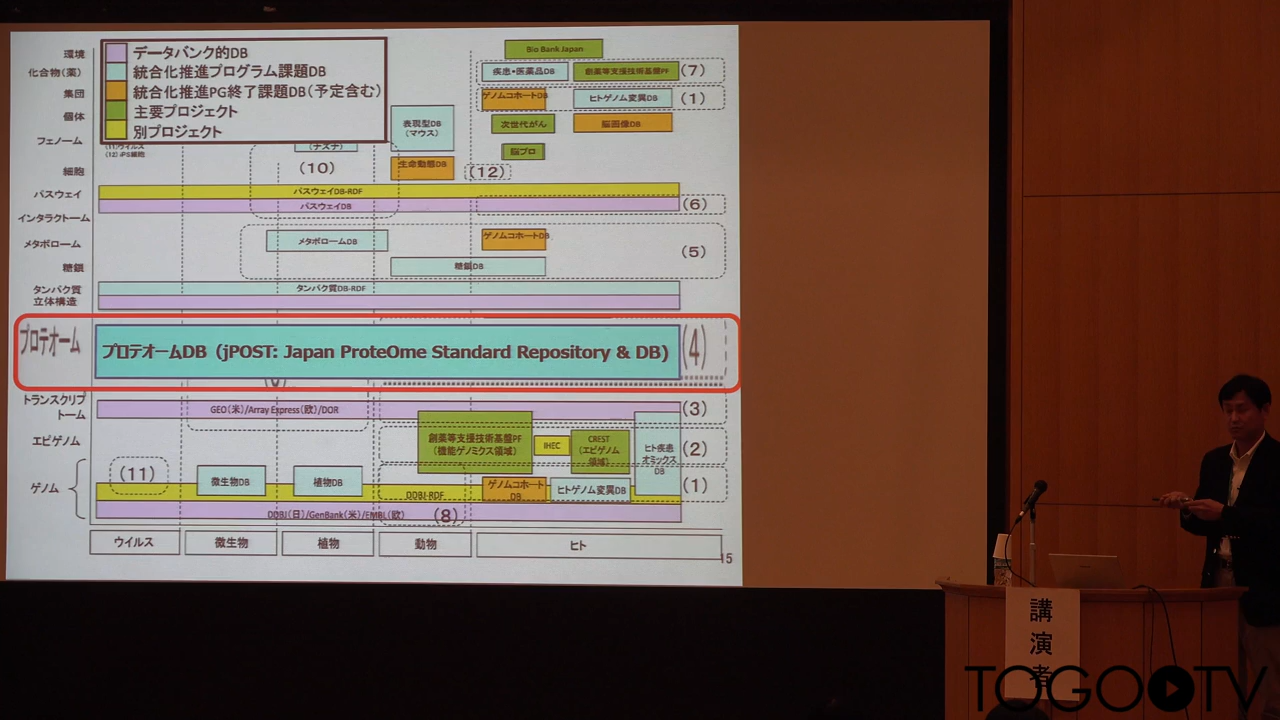 環境
データバンク的DB
統合化推進プログラム課題DB
統合化推進PG終了課題DB（予定含む）
主要プロジェクト
別プロジェクト
Bio Bank Japan
化合物（薬）
疾患・医薬品DB
創薬等支援技術基盤PF
(7)
集団
ゲノムコホートDB
ヒトゲノム変異DB
(1)
個体
表現型DB
（マウス）
次世代がん
脳画像DB
フェノーム
(11)ウイルス
(12)iPS細胞
（ナズナ）
脳プロ
細胞
(10)
生命動態DB
(12)
パスウェイ
パスウェイDB-RDF
パスウェイDB
(6)
インタラクトーム
メタボローム
メタボロームDB
ゲノムコホートDB
(5)
糖鎖
糖鎖DB
タンパク質
立体構造
タンパク質DB-RDF
プロテオーム
プロテオームDB（jPOST: Japan ProteOme Standard Repository & DB)
(4)
トランスクリプ
トーム
GEO（米）/Array Express（欧）/DOR
(3)
エピゲノム
創薬等支援技術基盤PF
（機能ゲノミクス領域）
IHEC
CREST
（エピゲノム
領域）
ヒト疾患
オミックス
DB
(2)
ゲノム
(11)
微生物DB
植物DB
DDBJ-RDF
ゲノムコホート
DB
ヒトゲノム変異DB
(1)
DDBJ（日）/GenBank（米）/EMBL（欧）
(8)
ウイルス
微生物
植物
動物
ヒト
15
講演者
TOGOTV